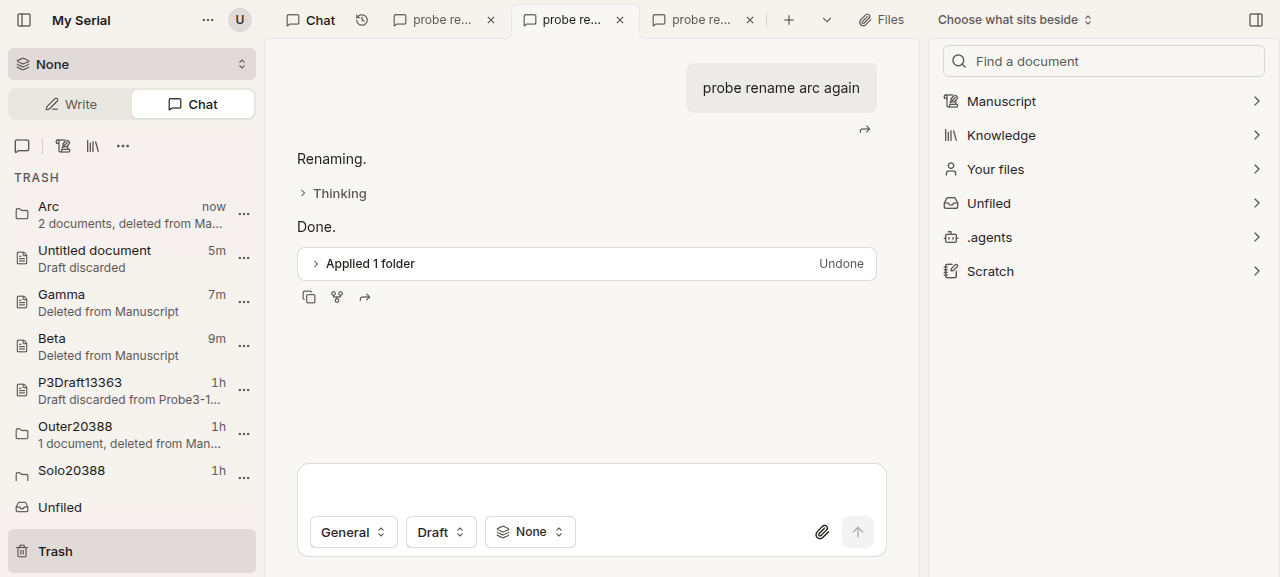 My Serial
U
Chat
probe re...
probe re...
probe re...
Files
Choose what sits beside
None
Write
Chat
TRASH
Arc
now
2 documents, deleted from Ma...
Untitled document
5m
Draft discarded
Gamma
7m
Deleted from Manuscript
Beta
9m
Deleted from Manuscript
P3Draft13363
1h
Draft discarded from Probe3-1...
Outer20388
1h
1 document, deleted from Man...
Solo20388
1h
Unfiled
Trash
probe rename arc again
Renaming.
Thinking
Done.
Applied 1 folder
Undone
General
Draft
None
Find a document
Manuscript
Knowledge
Your files
Unfiled
.agents
Scratch